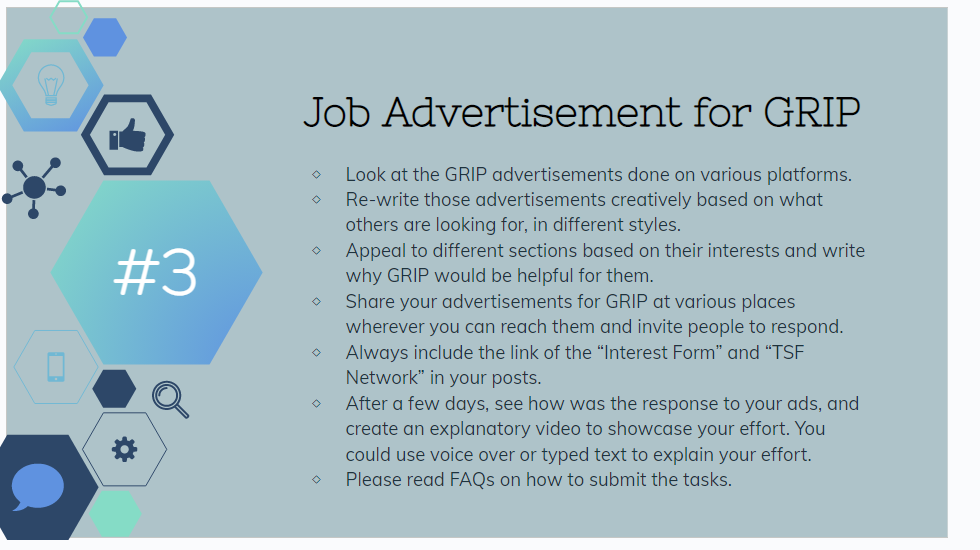 Job Advertisement for GRIP
#3
◇ Look at the GRIP advertisements done on various platforms.
◇ Re-write those advertisements creatively based on what
others are looking for, in different styles.
◇ Appeal to different sections based on their interests and write
why GRIP would be helpful for them.
◇ Share your advertisements for GRIP at various places
wherever you can reach them and invite people to respond.
◇ Always include the link of the “Interest Form” and “TSF
Network” in your posts.
◇ After a few days, see how was the response to your ads, and
create an explanatory video to showcase your effort. You
could use voice over or typed text to explain your effort.
◇ Please read FAQs on how to submit the tasks.